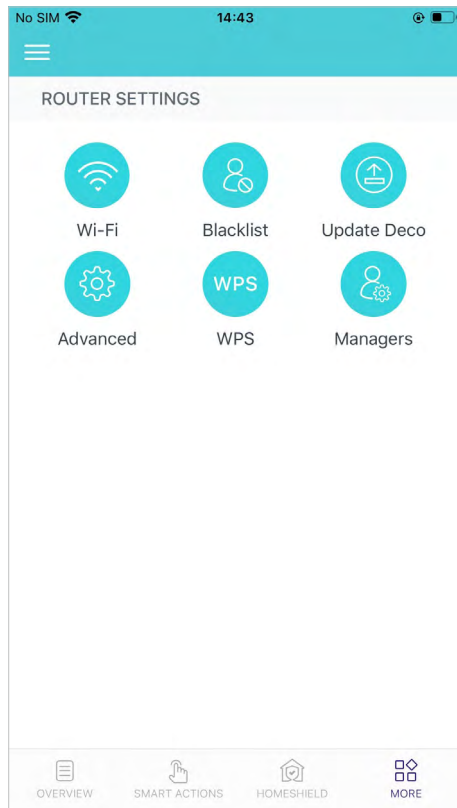 No SIM 14:43
ROUTER SETTINGS
Wi-Fi Blacklist Update Deco
WPS
Advanced WPS Managers
OVERVIEW SMART ACTIONS HOMESHIELD MORE